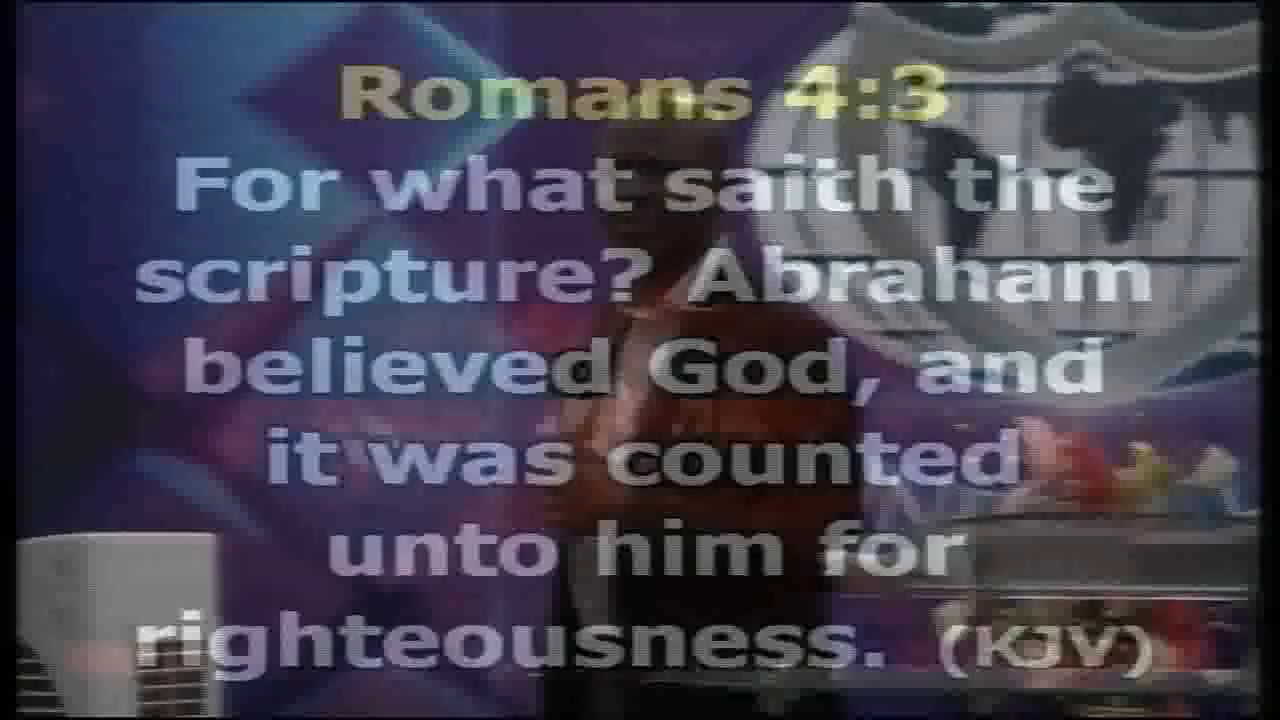 Romans 4:3
For what saith the
scripture? Abraham
believed God, and
it was counted
unto him for
righteousness. (KJV)